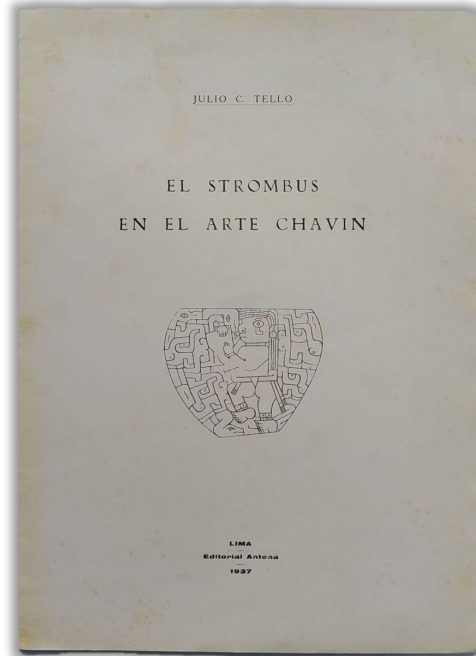 JULIO C. TELLO
EL STROMBUS
EN EL ARTE CHAVIN
LIMA
Editorial Antena
1937